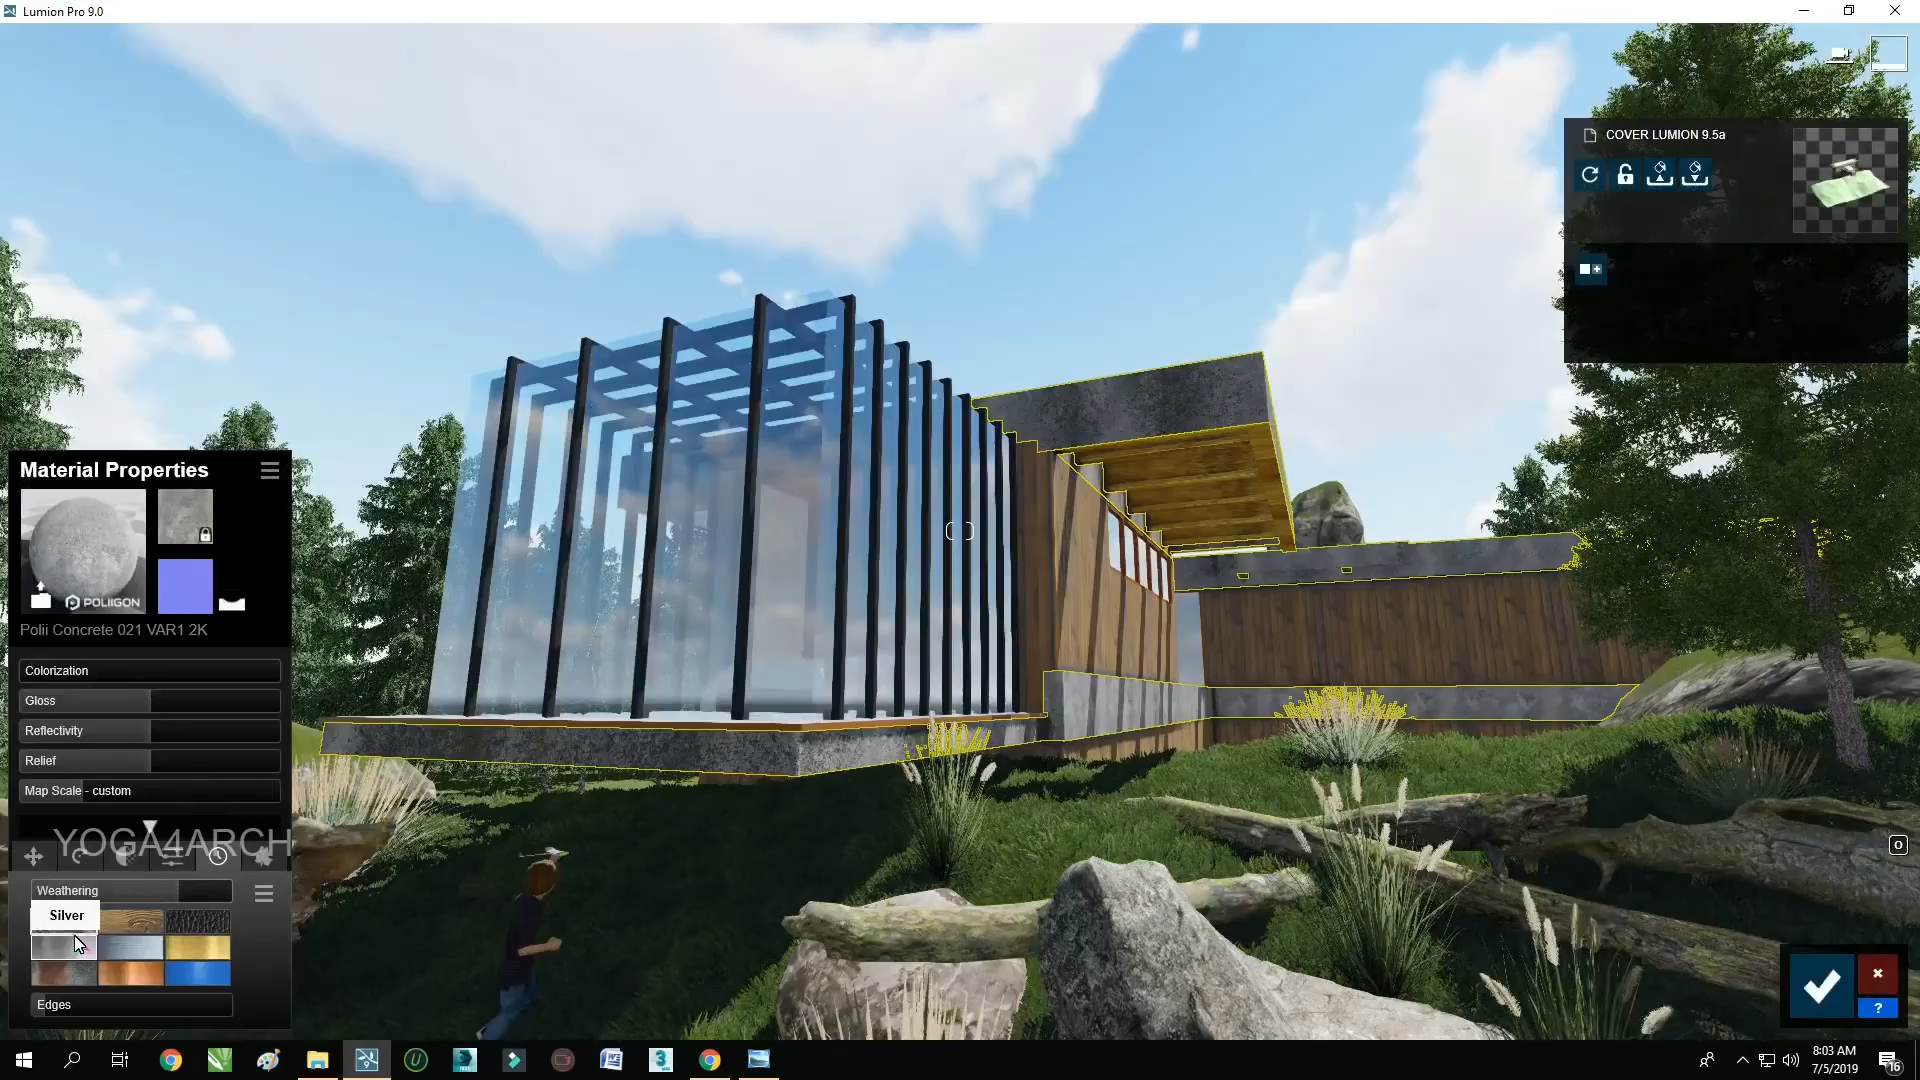 Lumion Pro 9.0
COVER LUMION 9.5a
Material Properties
POLIIGON
Polii Concrete 021 VAR1 2K
Colorization
Gloss
Reflectivity
Relief
Map Scale - custom
YOGA4ARCH
Weathering
Silver
Edges
O
?
8:03 AM
7/5/2019
16